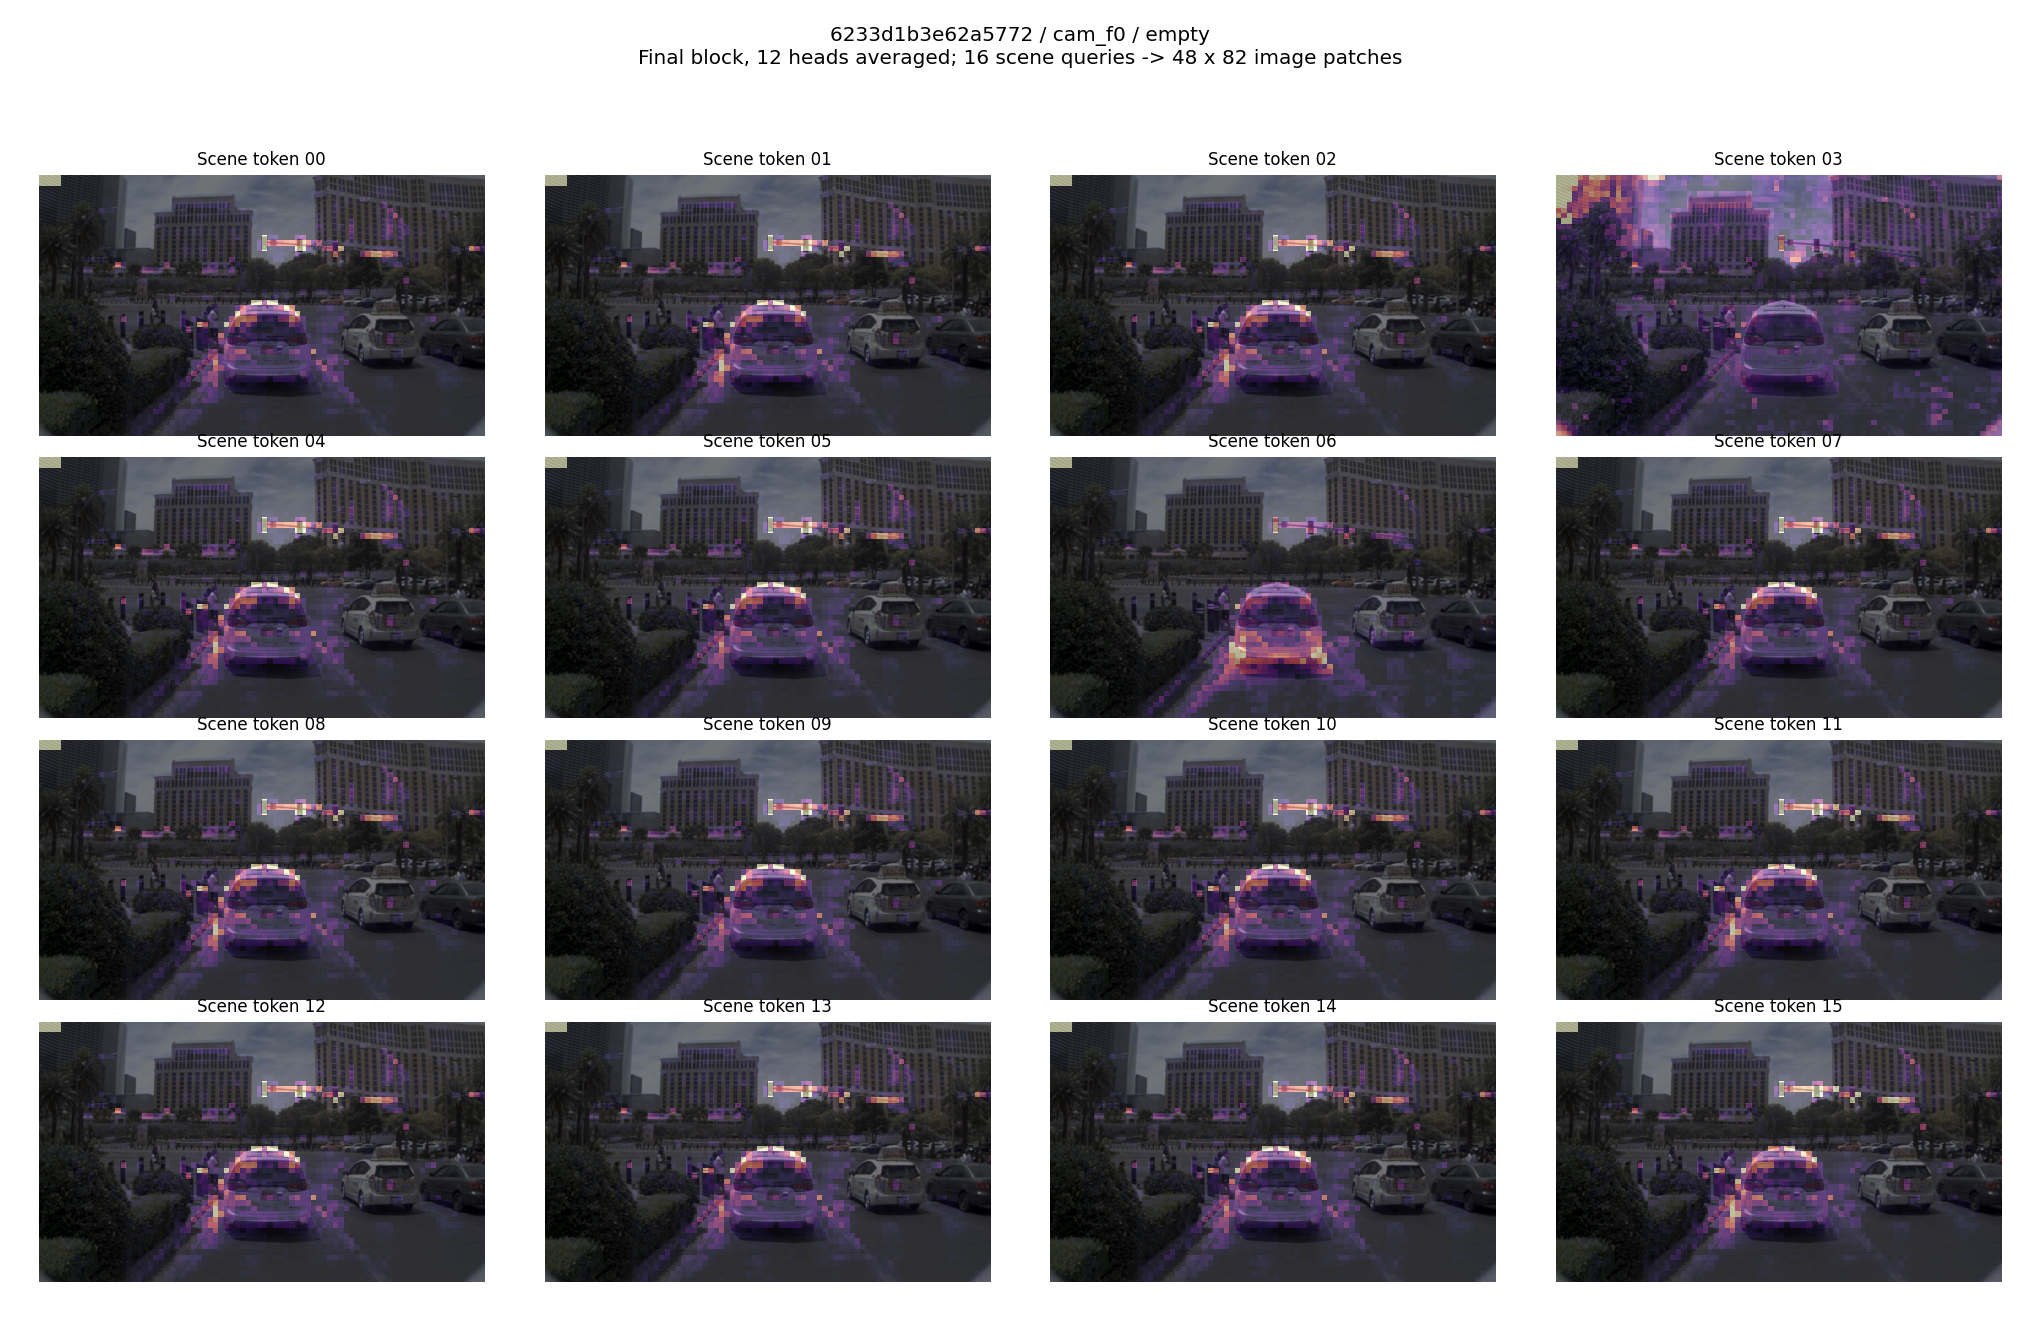 6233d1b3e62a5772 / cam_f0 / empty
Final block, 12 heads averaged; 16 scene queries -> 48 x 82 image patches
Scene token 00
Scene token 01
Scene token 02
Scene token 03
Scene token 04
Scene token 05
Scene token 06
Scene token 07
Scene token 08
Scene token 09
Scene token 10
Scene token 11
Scene token 12
Scene token 13
Scene token 14
Scene token 15